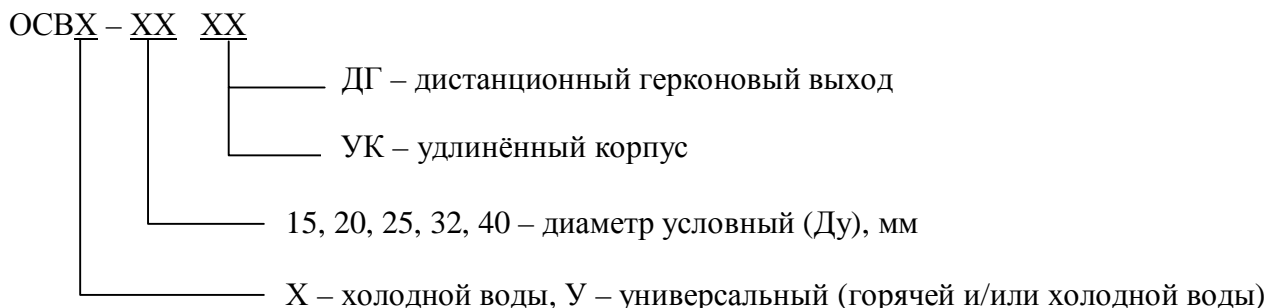 ОСВХ – ХХ ХХ
ДГ – дистанционный герконовый выход
УК – удлинённый корпус
15, 20, 25, 32, 40 – диаметр условный (Ду), мм
Х – холодной воды, У – универсальный (горячей и/или холодной воды)